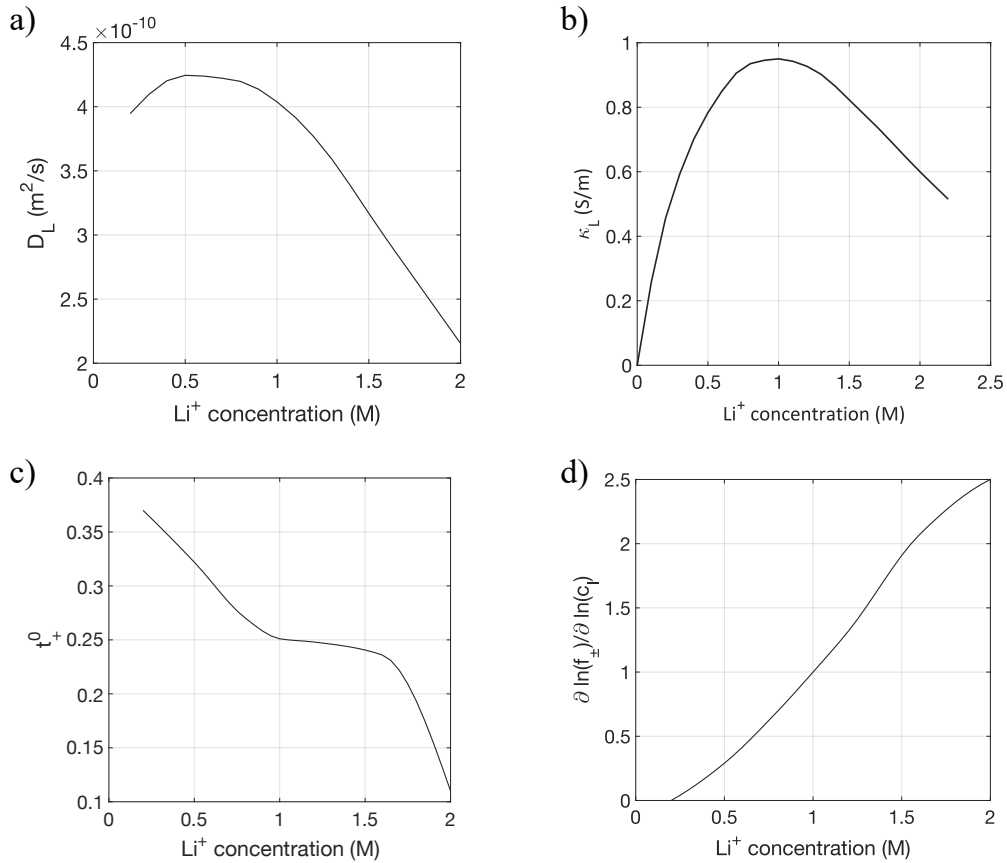 a)
×10⁻¹⁰
4.5
4
3.5
3
2.5
2
D_L (m²/s)
0 0.5 1 1.5 2
Li⁺ concentration (M)
b)
1
0.8
0.6
0.4
0.2
0
κ_L (S/m)
0 0.5 1 1.5 2 2.5
Li⁺ concentration (M)
c)
0.4
0.35
0.3
0.25
0.2
0.15
0.1
t₊⁰
0 0.5 1 1.5 2
Li⁺ concentration (M)
d)
2.5
2
1.5
1
0.5
0
∂ ln(f_±)/∂ ln(c_l)
0 0.5 1 1.5 2
Li⁺ concentration (M)